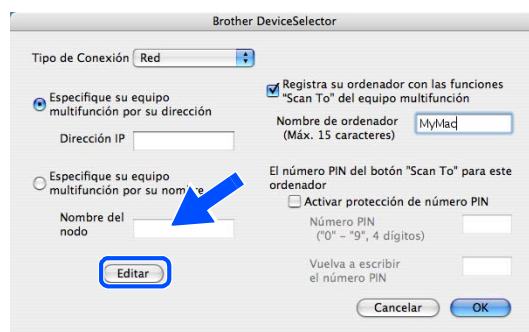 Brother DeviceSelector
Tipo de Conexión Red
Especifique su equipo
multifunción por su dirección
Dirección IP
Especifique su equipo
multifunción por su nombre
Nombre del
nodo
Editar
Registra su ordenador con las funciones
"Scan To" del equipo multifunción
Nombre de ordenador
(Máx. 15 caracteres)
MyMac
El número PIN del botón "Scan To" para este
ordenador
Activar protección de número PIN
Número PIN
("0" – "9", 4 dígitos)
Vuelva a escribir
el número PIN
Cancelar
OK